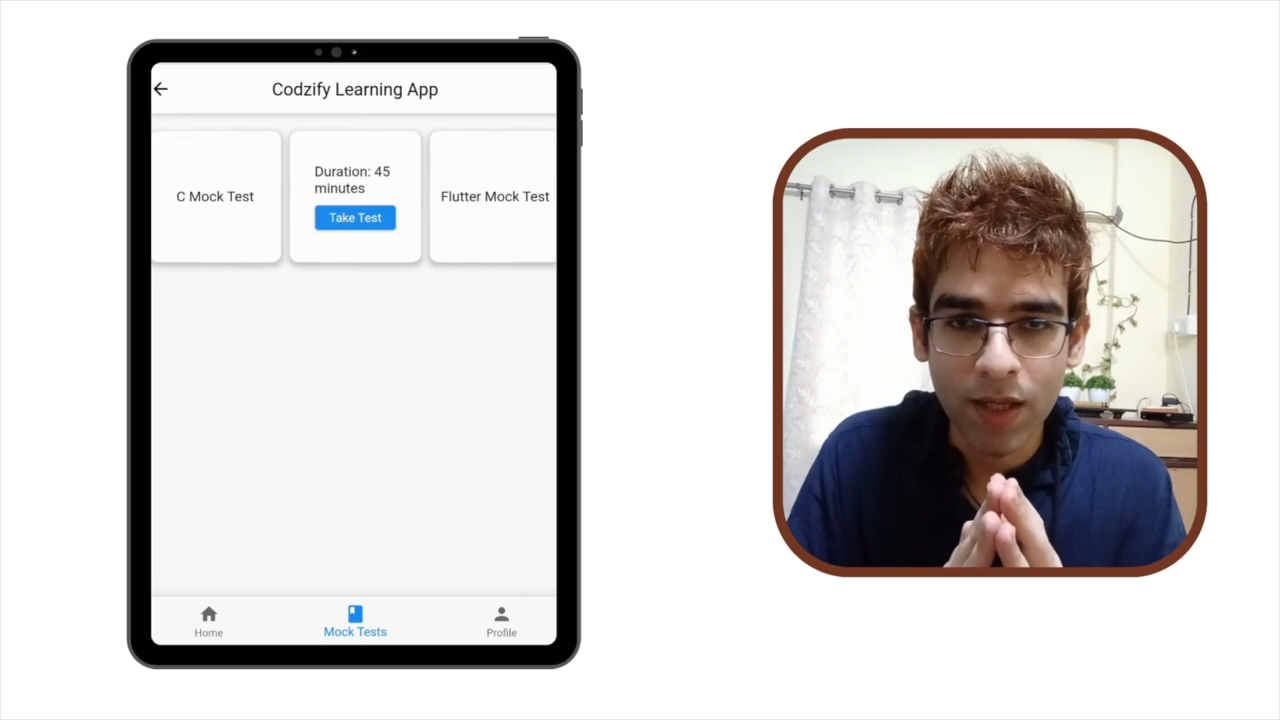 Codzify Learning App
C Mock Test
Duration: 45
minutes
Take Test
Flutter Mock Test
Home
Mock Tests
Profile